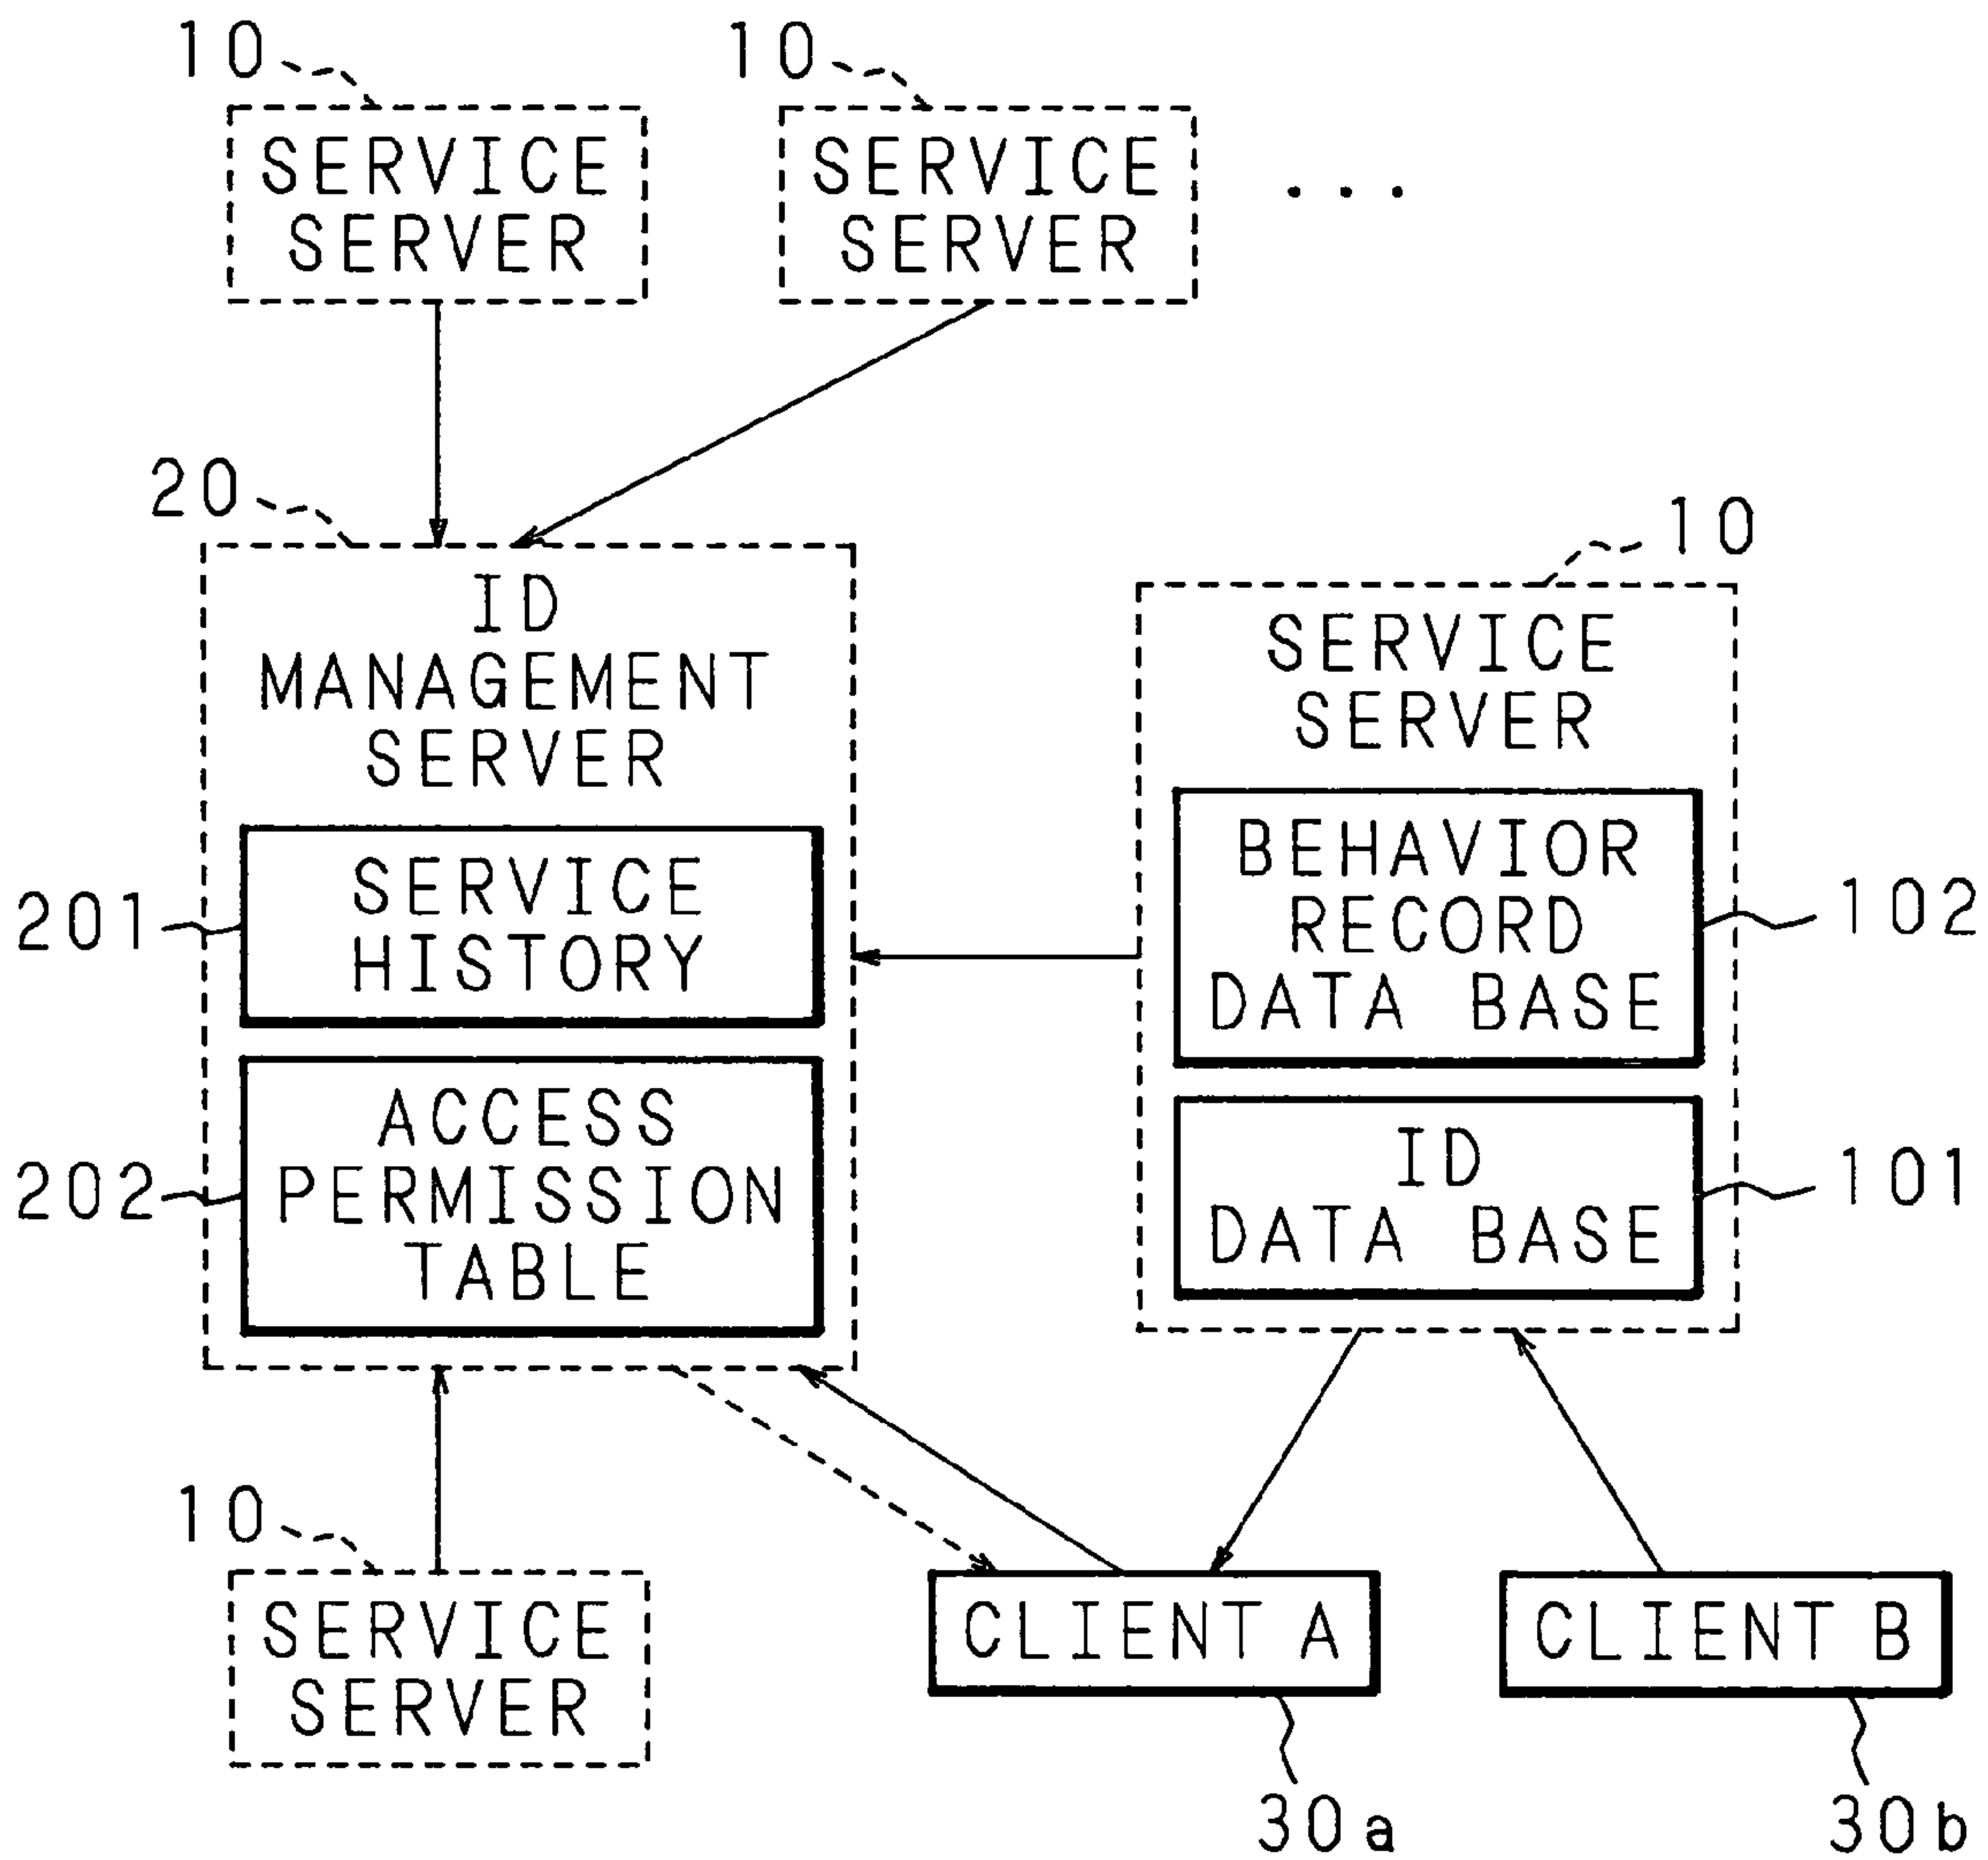 10
SERVICE
SERVER
10
SERVICE
SERVER
...
20
ID
MANAGEMENT
SERVER
201
SERVICE
HISTORY
202
ACCESS
PERMISSION
TABLE
10
SERVICE
SERVER
BEHAVIOR
RECORD
DATA BASE
102
ID
DATA BASE
101
10
SERVICE
SERVER
CLIENT A
30a
CLIENT B
30b